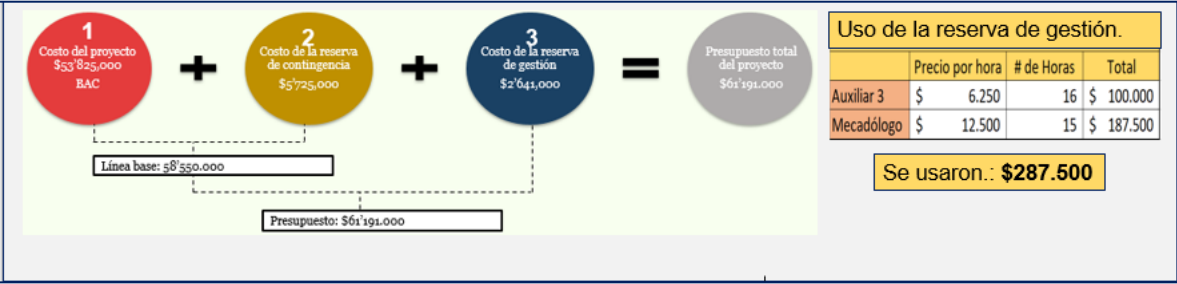 1
Costo del proyecto
$53'825,000
BAC
2
Costo de la reserva
de contingencia
$5'725,000
3
Costo de la reserva
de gestión
$2'641,000
Presupuesto total
del proyecto
$61'191.000
Línea base: 58'550.000
Presupuesto: $61'191.000
Uso de la reserva de gestión.
Precio por hora # de Horas Total
Auxiliar 3 $ 6.250 16 $ 100.000
Mecadólogo $ 12.500 15 $ 187.500
Se usaron.: $287.500